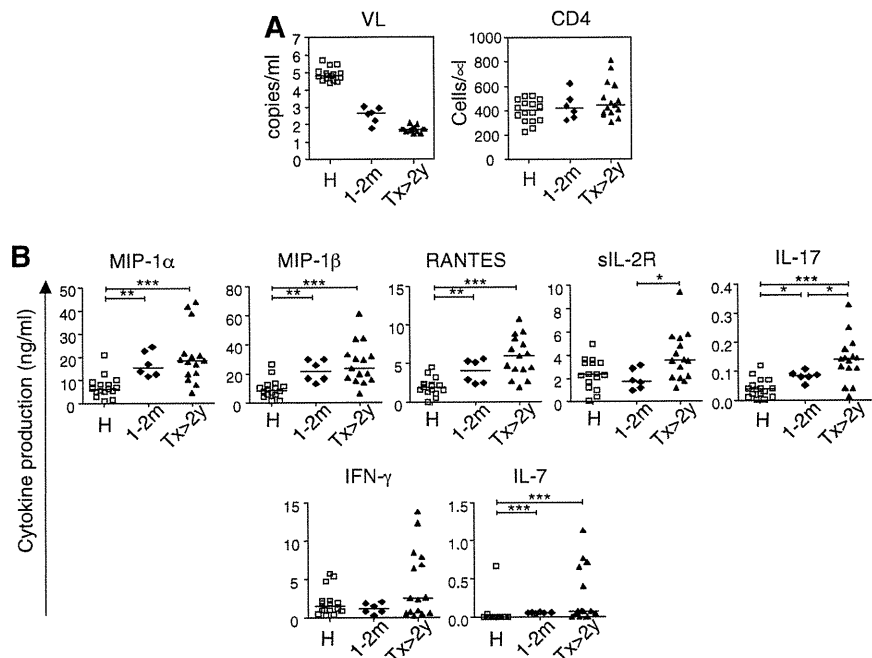 A
VL
CD4
copies/ml
7
6
5
4
3
2
1
0
H
1-2m
Tx>2y
Cells/∝|
1000
800
600
400
200
0
H
1-2m
Tx>2y
B
Cytokine production (ng/ml)
MIP-1α
50
40
30
20
10
0
***
**
H
1-2m
Tx>2y
MIP-1β
80
60
40
20
0
***
**
H
1-2m
Tx>2y
RANTES
15
10
5
0
***
**
H
1-2m
Tx>2y
sIL-2R
10
8
6
4
2
0
*
H
1-2m
Tx>2y
IL-17
0.4
0.3
0.2
0.1
0.0
***
* *
H
1-2m
Tx>2y
IFN-γ
15
10
5
0
H
1-2m
Tx>2y
IL-7
1.5
1.0
0.5
0.0
***
***
H
1-2m
Tx>2y